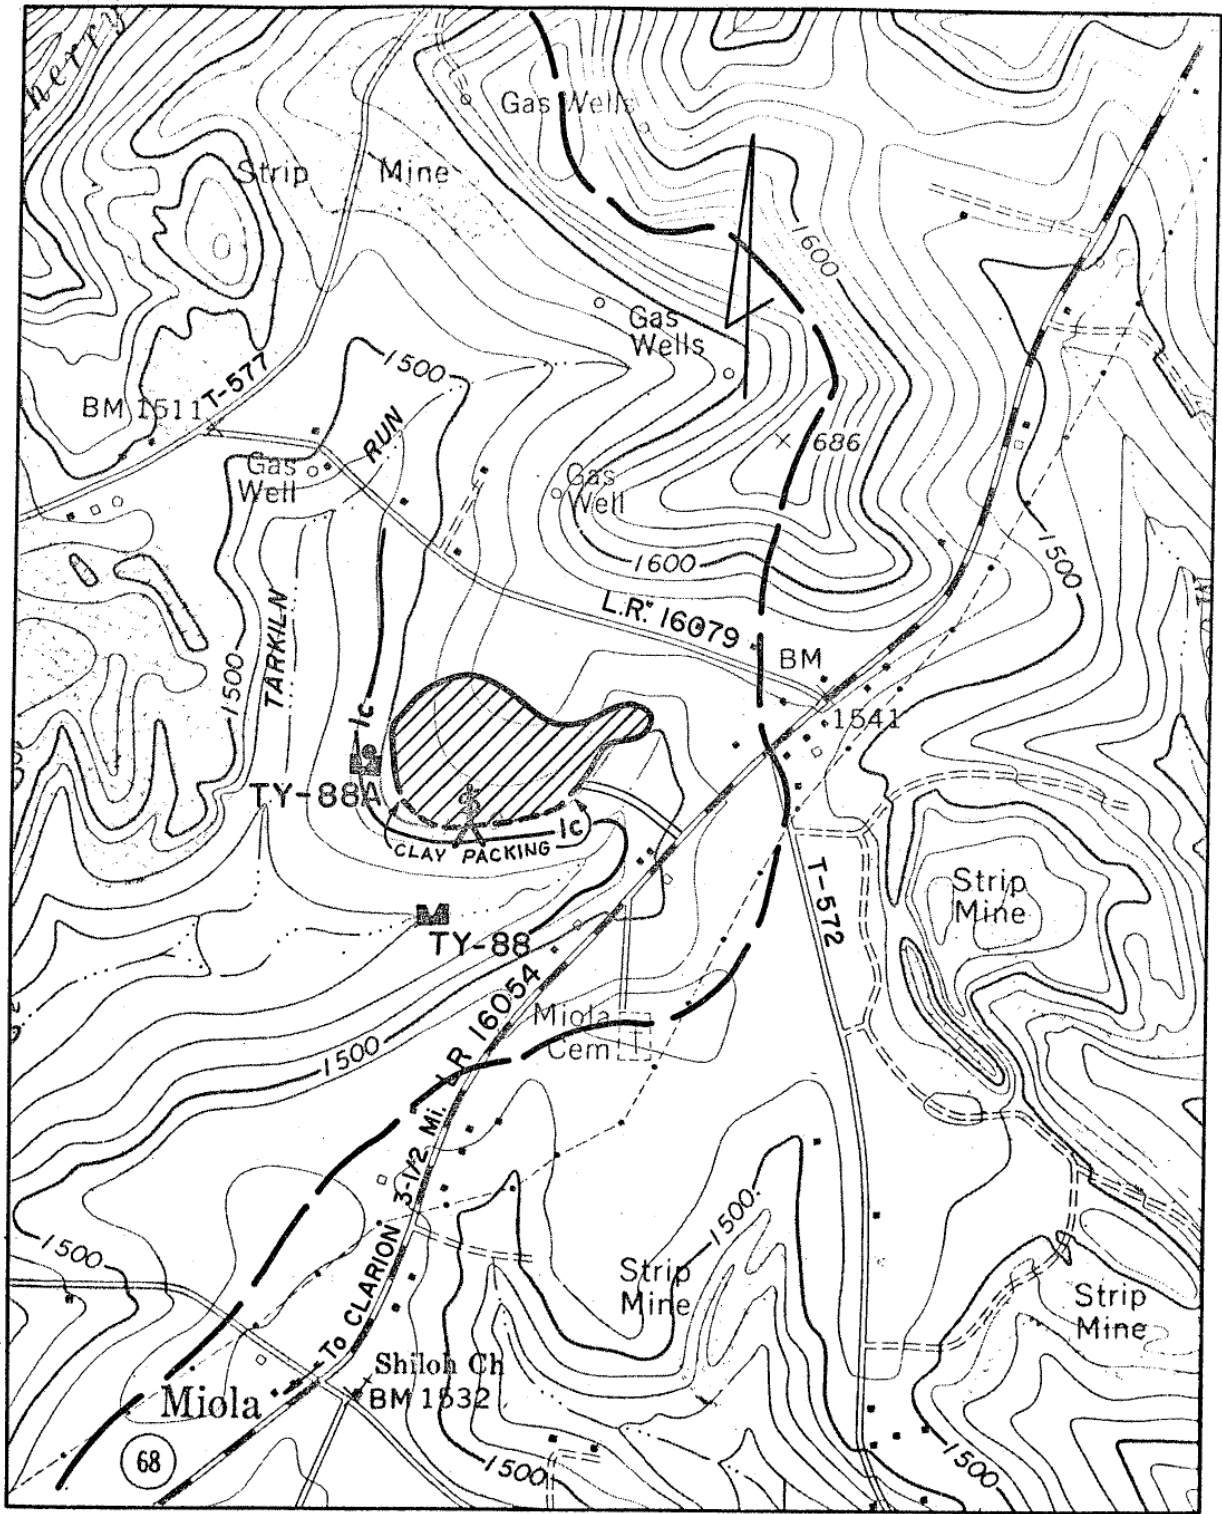 herry
Gas Wells
Strip Mine
1600
Gas
Wells
1500
T-577
BM 1511
RUN
686
Gas
Well
Gas
Well
1600
1500
L.R. 16079
TARKILN
BM
1500
1c
1541
TY-88A
1c
CLAY PACKING
T-572
Strip
Mine
TY-88
LR 16054
Miola
Cem
1500
3-1/2 Mi.
1500
1500
To CLARION
Strip
Mine
Strip
Mine
Shiloh Ch
BM 1532
Miola
68
1500
1500